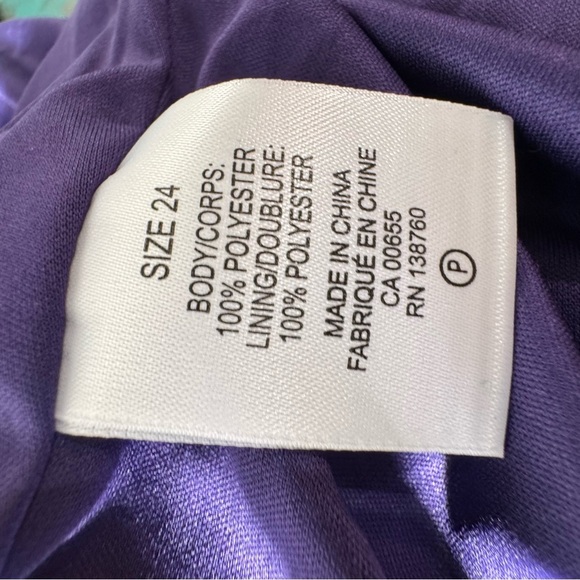 SIZE 24
BODY/CORPS:
100% POLYESTER
LINING/DOUBLURE:
100% POLYESTER
MADE IN CHINA
FABRIQUÉ EN CHINE
CA 00655
RN 138760
P